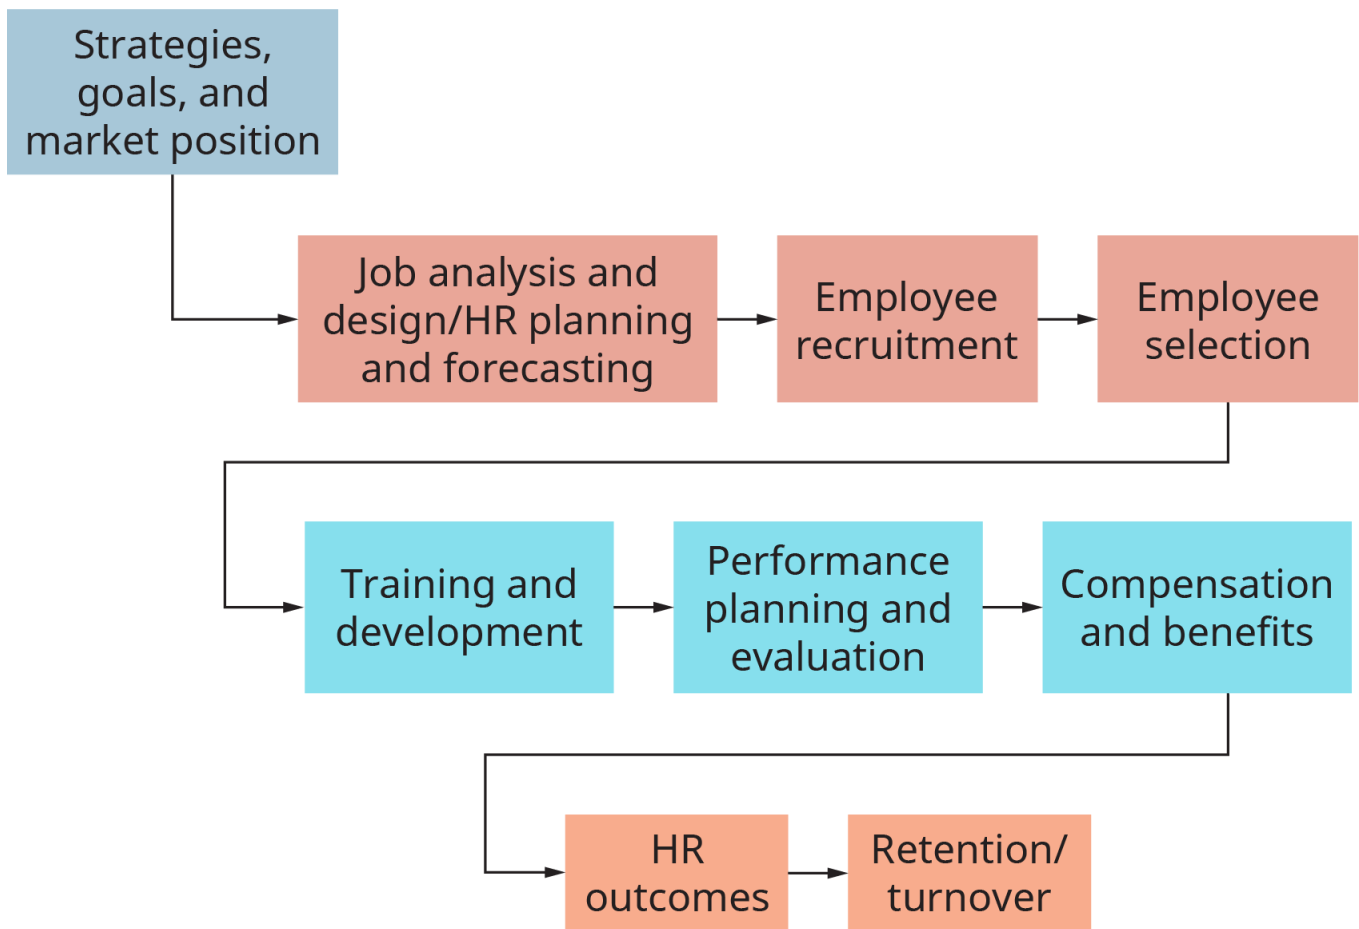 Strategies,
goals, and
market position
Job analysis and
design/HR planning
and forecasting
Employee
recruitment
Employee
selection
Training and
development
Performance
planning and
evaluation
Compensation
and benefits
HR
outcomes
Retention/
turnover